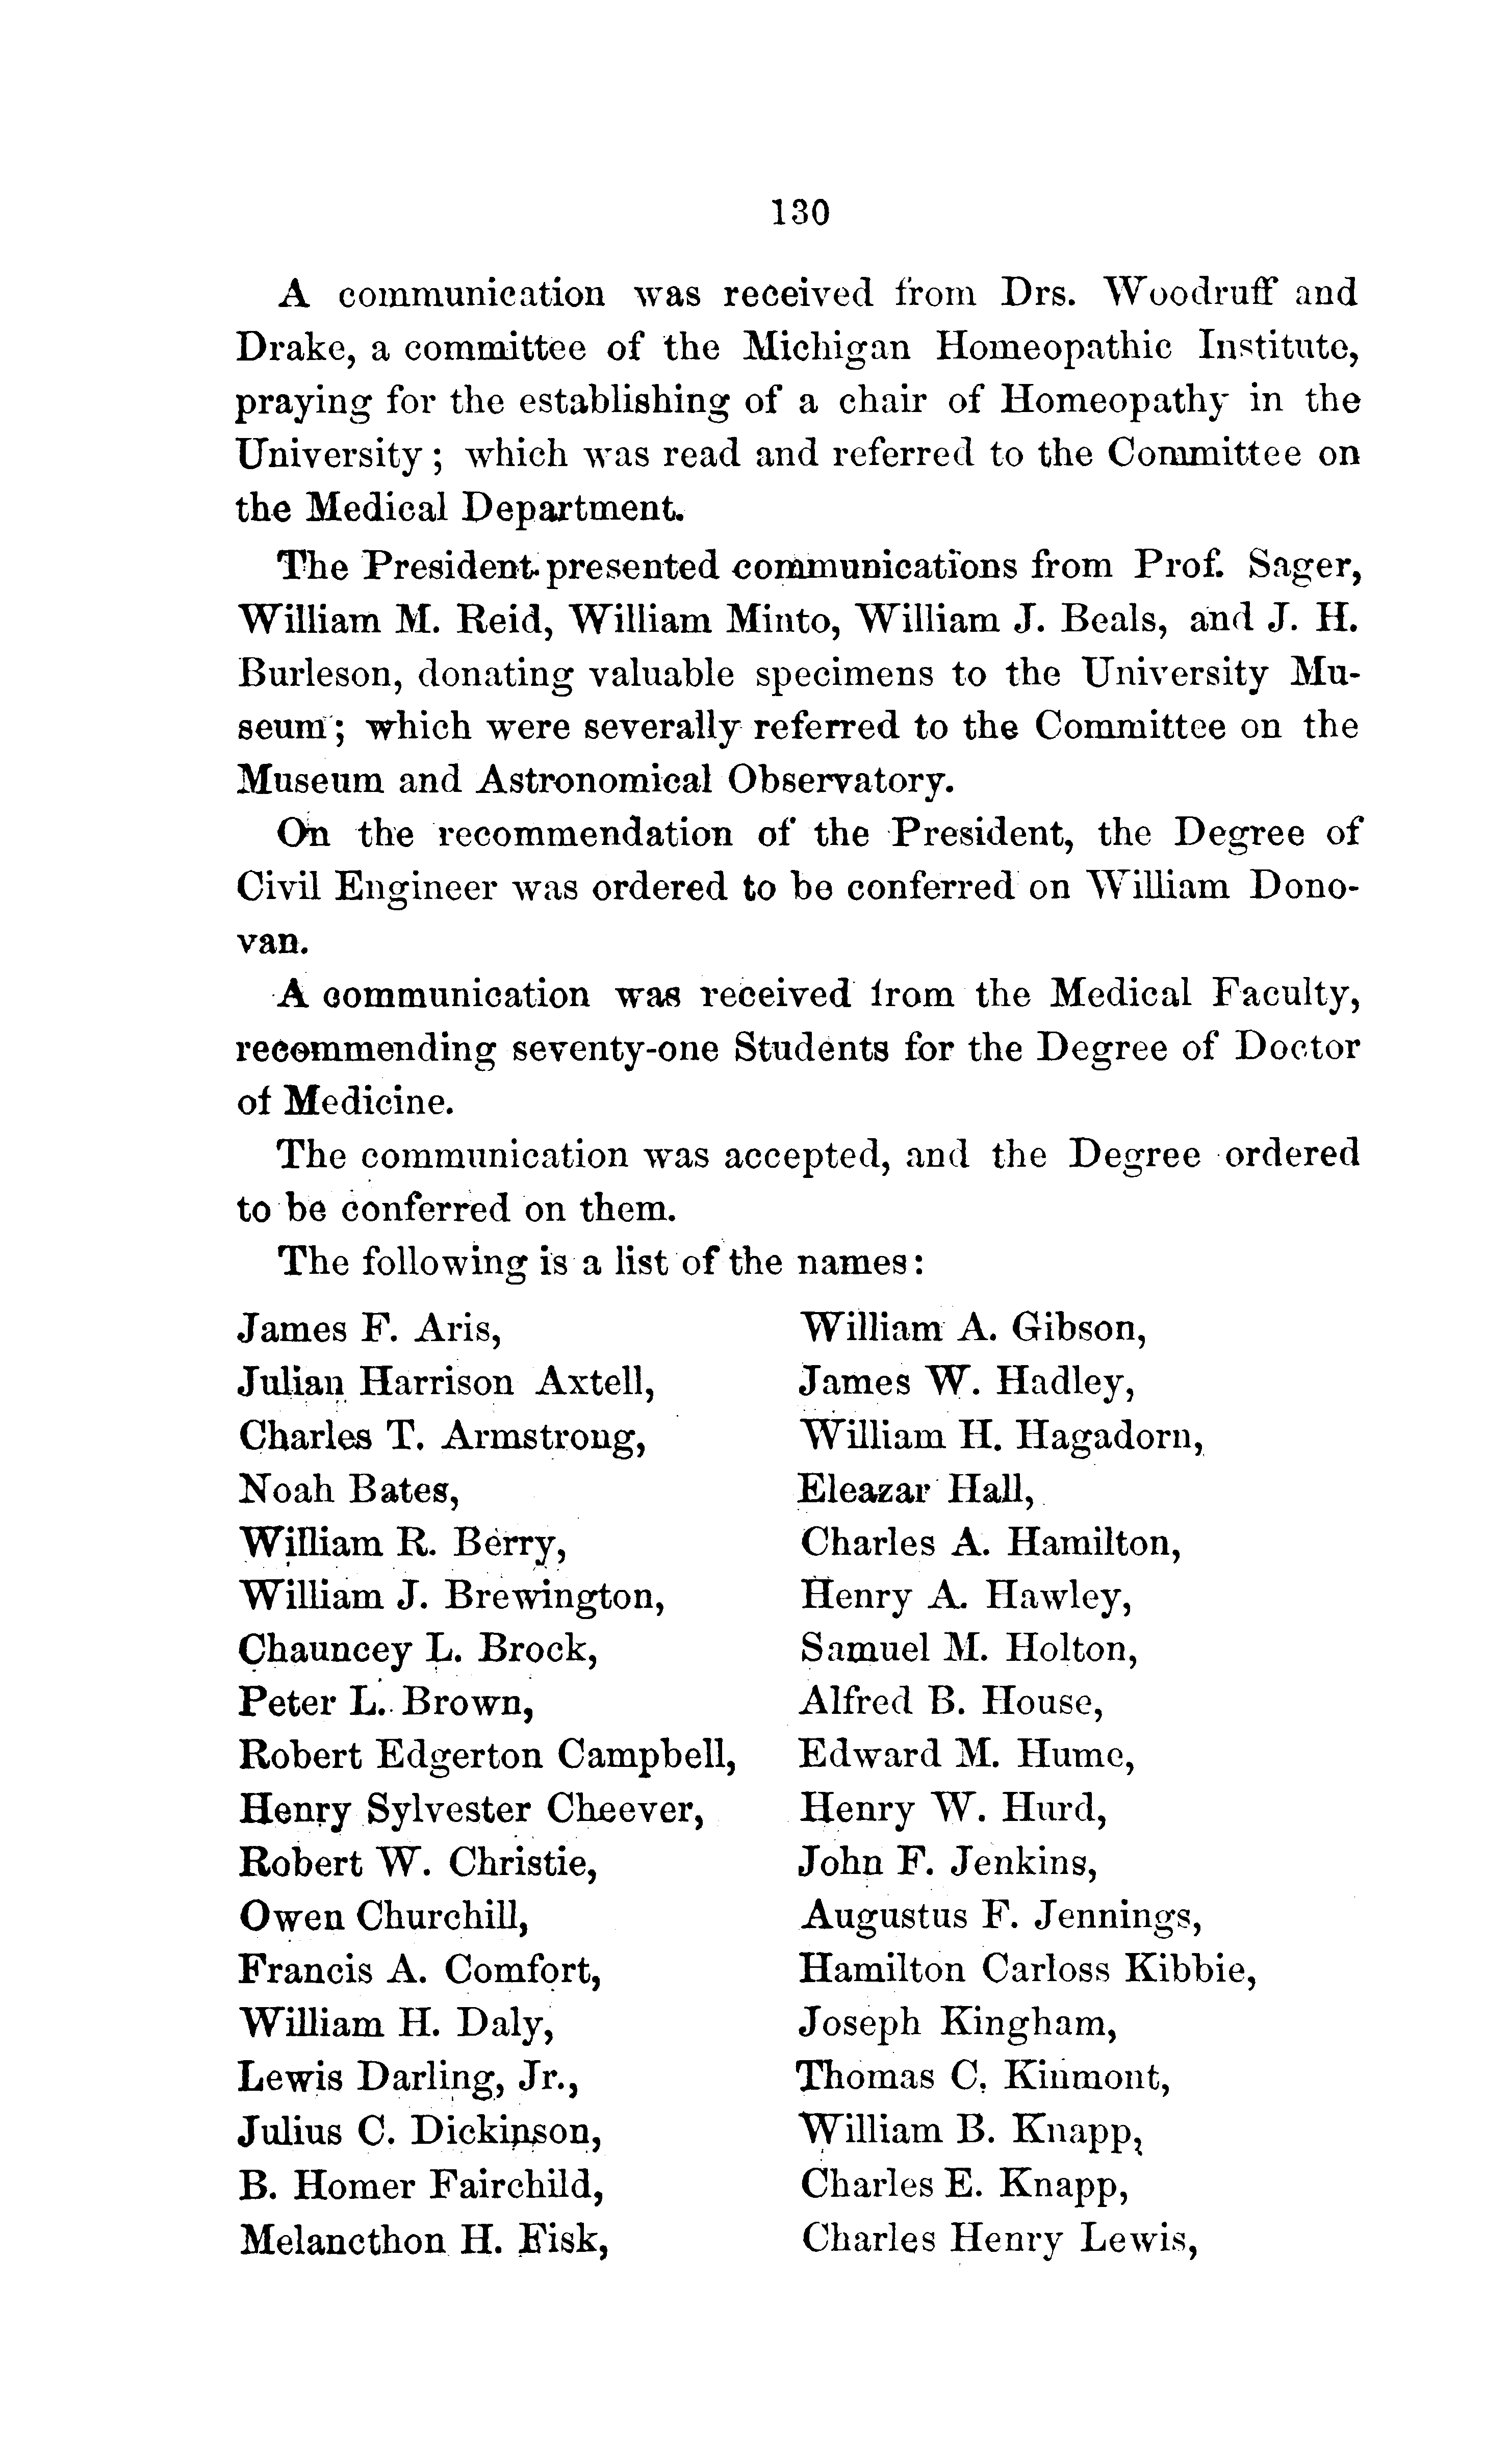 130
A communication was received from Drs. Woodruff and
Drake, a committee of the Michigan Homeopathic Institute,
praying for the establishing of a chair of Homeopathy in the
University ; which was read and referred to the Committee on
the Medical Department.
The President presented communications from Prof. Sager,
William M. Reid, William Minto, William J. Beals, and J. H.
Burleson, donating valuable specimens to the University Mu-
seum ; which were severally referred to the Committee on the
Museum and Astronomical Observatory.
On the recommendation of the President, the Degree of
Civil Engineer was ordered to be conferred on William Dono-
van.
A communication was received from the Medical Faculty,
recommending seventy-one Students for the Degree of Doctor
of Medicine.
The communication was accepted, and the Degree ordered
to be conferred on them.
The following is a list of the names:
James F. Aris,
Julian Harrison Axtell,
Charles T. Armstrong,
Noah Bates,
William R. Berry,
William J. Brewington,
Chauncey L. Brock,
Peter L. Brown,
Robert Edgerton Campbell,
Henry Sylvester Cheever,
Robert W. Christie,
Owen Churchill,
Francis A. Comfort,
William H. Daly,
Lewis Darling, Jr.,
Julius C. Dickinson,
B. Homer Fairchild,
Melancthon H. Fisk,
William A. Gibson,
James W. Hadley,
William H. Hagadorn,
Eleazar Hall,
Charles A. Hamilton,
Henry A. Hawley,
Samuel M. Holton,
Alfred B. House,
Edward M. Hume,
Henry W. Hurd,
John F. Jenkins,
Augustus F. Jennings,
Hamilton Carloss Kibbie,
Joseph Kingham,
Thomas C. Kinmont,
William B. Knapp,
Charles E. Knapp,
Charles Henry Lewis,